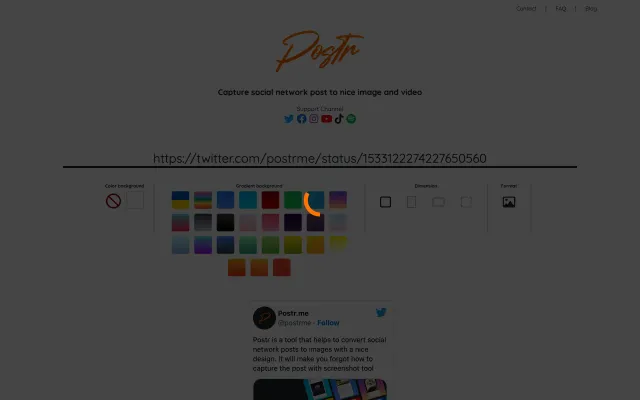 Contact | FAQ | Blog
Postr
Capture social network post to nice image and video
Support Channel
https://twitter.com/postrme/status/1533122274227650560
Color background
Gradient background
Dimension
Format
Postr.me
@postrme · Follow
Postr is a tool that helps to convert social
network posts to images with a nice
design. It will make you forgot how to
capture the post with screenshot tool